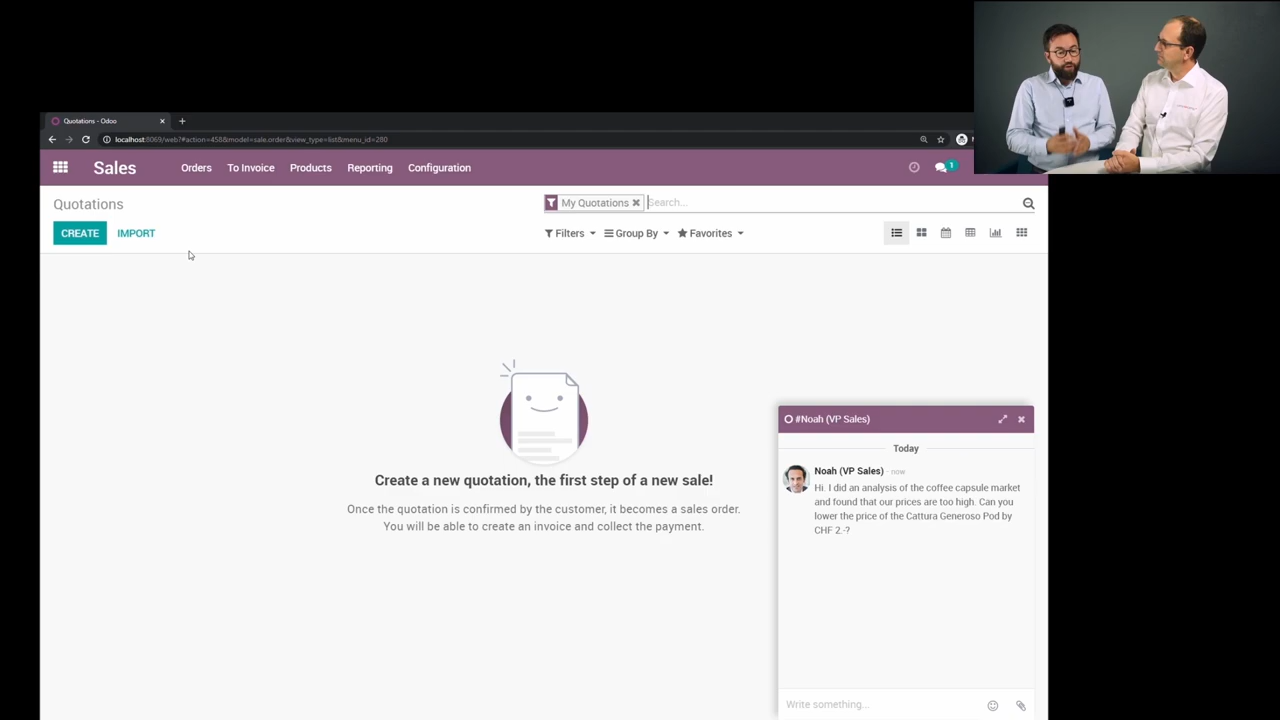 Quotations - Odoo
localhost:8069/web?#action=458&model=sale.order&view_type=list&menu_id=280
Sales
Orders
To Invoice
Products
Reporting
Configuration
1
Quotations
My Quotations
Search...
CREATE
IMPORT
Filters
Group By
Favorites
Create a new quotation, the first step of a new sale!
Once the quotation is confirmed by the customer, it becomes a sales order.
You will be able to create an invoice and collect the payment.
#Noah (VP Sales)
Today
Noah (VP Sales) - now
Hi. I did an analysis of the coffee capsule market
and found that our prices are too high. Can you
lower the price of the Cattura Generoso Pod by
CHF 2.-?
Write something...